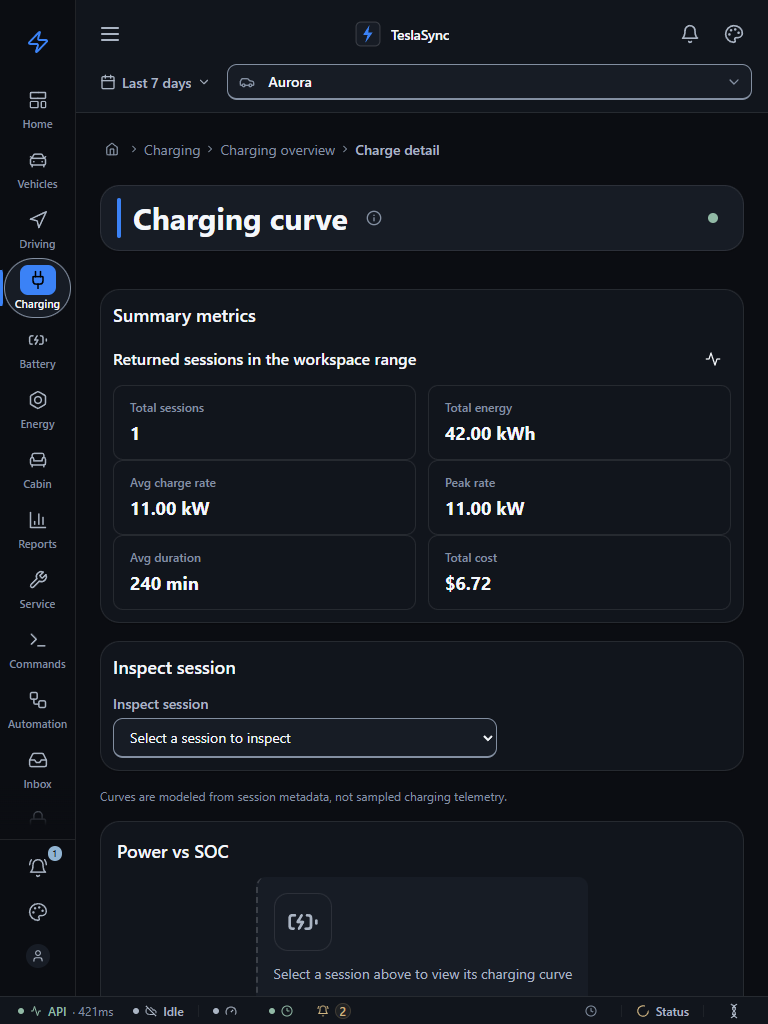 TeslaSync
Last 7 days
Aurora
Home
Vehicles
Driving
Charging
Battery
Energy
Cabin
Reports
Service
Commands
Automation
Inbox
1
Charging
Charging overview
Charge detail
Charging curve
Summary metrics
Returned sessions in the workspace range
Total sessions
1
Total energy
42.00 kWh
Avg charge rate
11.00 kW
Peak rate
11.00 kW
Avg duration
240 min
Total cost
$6.72
Inspect session
Inspect session
Select a session to inspect
Curves are modeled from session metadata, not sampled charging telemetry.
Power vs SOC
Select a session above to view its charging curve
API · 421ms
Idle
2
Status